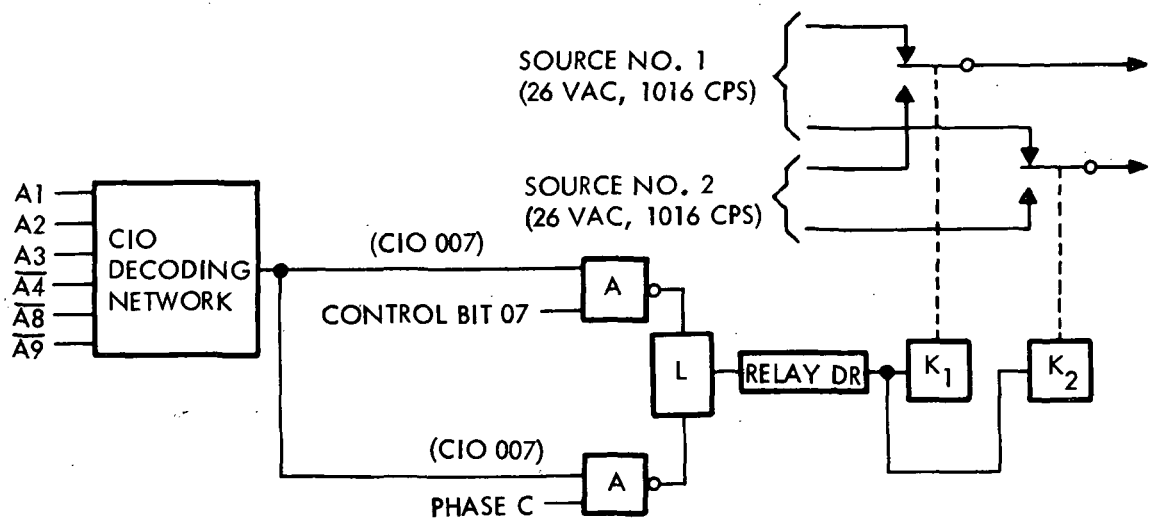 SOURCE NO. 1
(26 VAC, 1016 CPS)
SOURCE NO. 2
(26 VAC, 1016 CPS)
A1
A2
A3
A4̅
A8̅
A9̅
CIO
DECODING
NETWORK
(CIO 007)
CONTROL BIT 07
A
L
RELAY DR
K1
K2
(CIO 007)
PHASE C
A